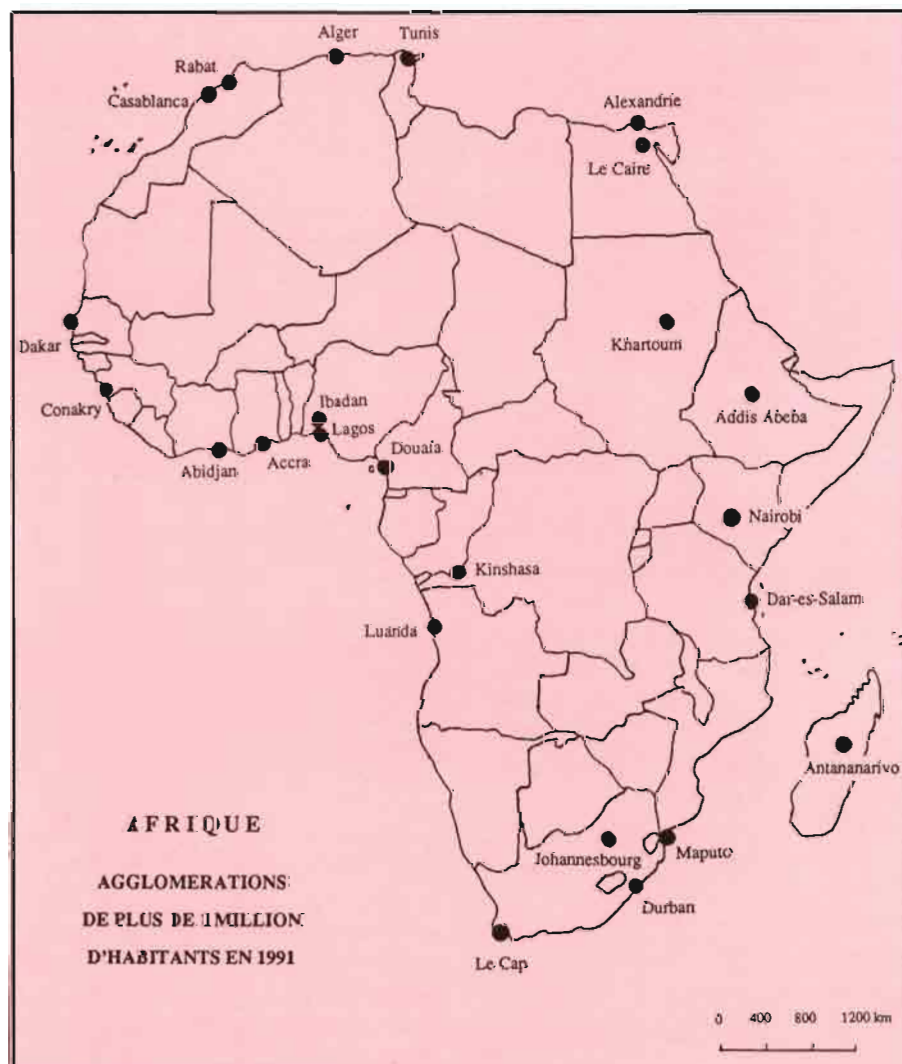 Alger
Tunis
Rabat
Casablanca
Alexandrie
Le Caire
Dakar
Khartoum
Conakry
Ibadan
Lagos
Addis Abeba
Abidjan
Accra
Douala
Nairobi
Kinshasa
Dar-es-Salam
Luanda
Antananarivo
AFRIQUE
Johannesbourg
Maputo
AGGLOMERATIONS
DE PLUS DE 1 MILLION
Durban
D'HABITANTS EN 1991
Le Cap
0 400 800 1200 km